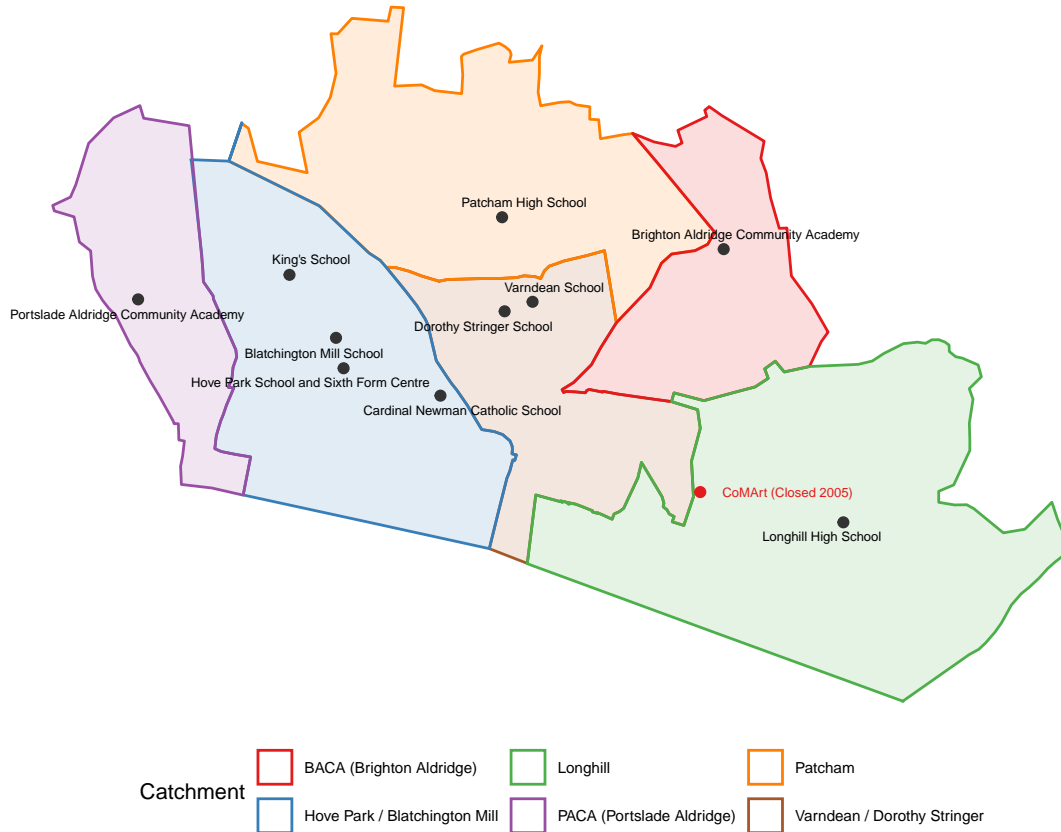 Patcham High School
Brighton Aldridge Community Academy
King's School
Varndean School
Portslade Aldridge Community Academy
Dorothy Stringer School
Blatchington Mill School
Hove Park School and Sixth Form Centre
Cardinal Newman Catholic School
CoMArt (Closed 2005)
Longhill High School
Catchment
BACA (Brighton Aldridge)
Longhill
Patcham
Hove Park / Blatchington Mill
PACA (Portslade Aldridge)
Varndean / Dorothy Stringer